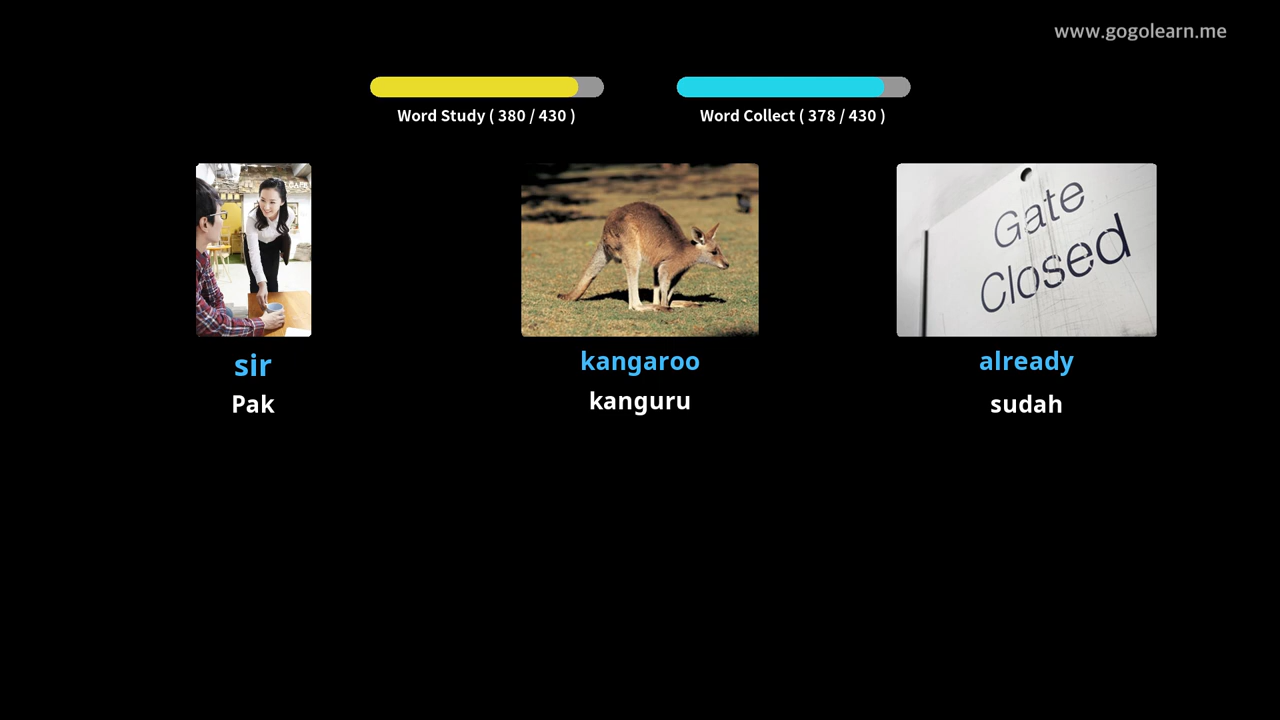 www.gogolearn.me
Word Study ( 380 / 430 )
Word Collect ( 378 / 430 )
Gate
Closed
sir
kangaroo
already
Pak
kanguru
sudah